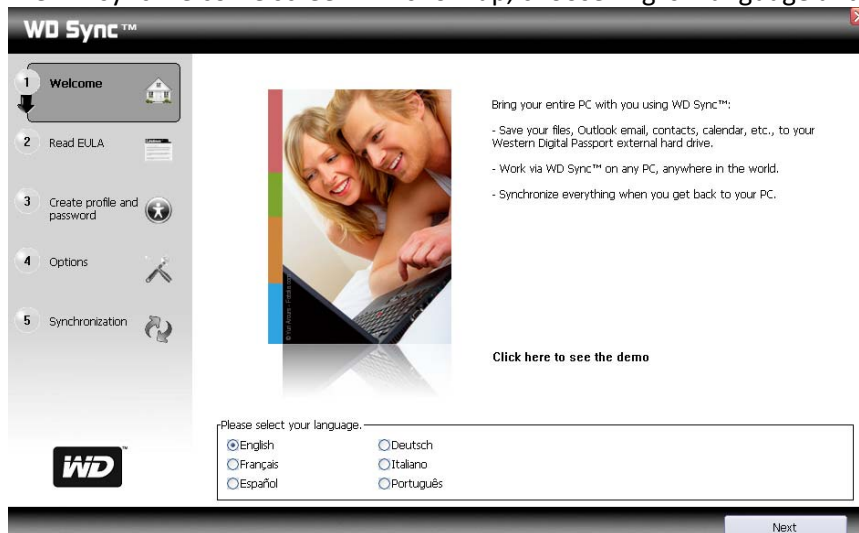 WD Sync™
1 Welcome
2 Read EULA
3 Create profile and
password
4 Options
5 Synchronization
WD
Bring your entire PC with you using WD Sync™:
- Save your files, Outlook email, contacts, calendar, etc., to your
Western Digital Passport external hard drive.
- Work via WD Sync™ on any PC, anywhere in the world.
- Synchronize everything when you get back to your PC.
Click here to see the demo
Please select your language.
English
Deutsch
Français
Italiano
Español
Português
Next